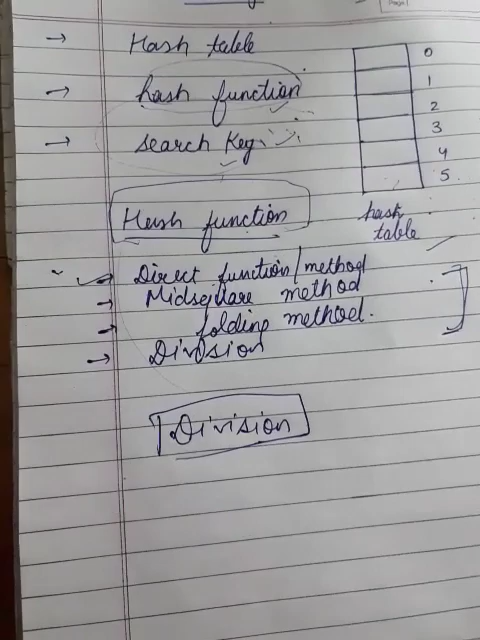 → Hash table
→ hash function
→ search key
0
1
2
3
4
5
hash
table
Hash function
→ Direct function/method
→ Midsquare method
→ folding method.
→ Division
Division